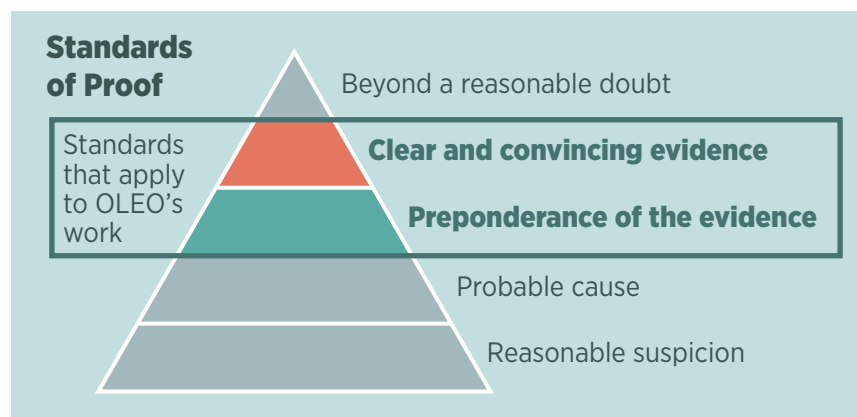 Standards
of Proof
Beyond a reasonable doubt
Standards
that apply
to OLEO’s
work
Clear and convincing evidence
Preponderance of the evidence
Probable cause
Reasonable suspicion